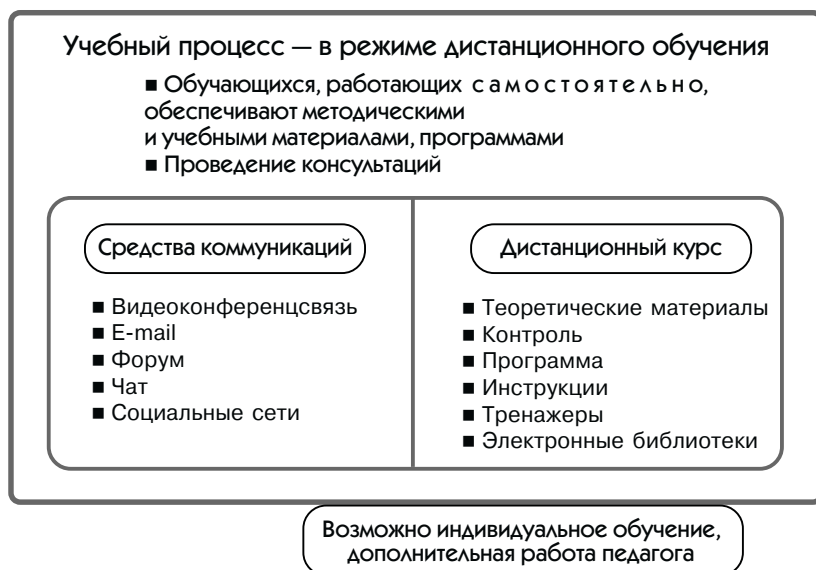 Учебный процесс — в режиме дистанционного обучения
■ Обучающихся, работающих самостоятельно,
обеспечивают методическими
и учебными материалами, программами
■ Проведение консультаций
Средства коммуникаций
■ Видеоконференцсвязь
■ E-mail
■ Форум
■ Чат
■ Социальные сети
Дистанционный курс
■ Теоретические материалы
■ Контроль
■ Программа
■ Инструкции
■ Тренажеры
■ Электронные библиотеки
Возможно индивидуальное обучение,
дополнительная работа педагога